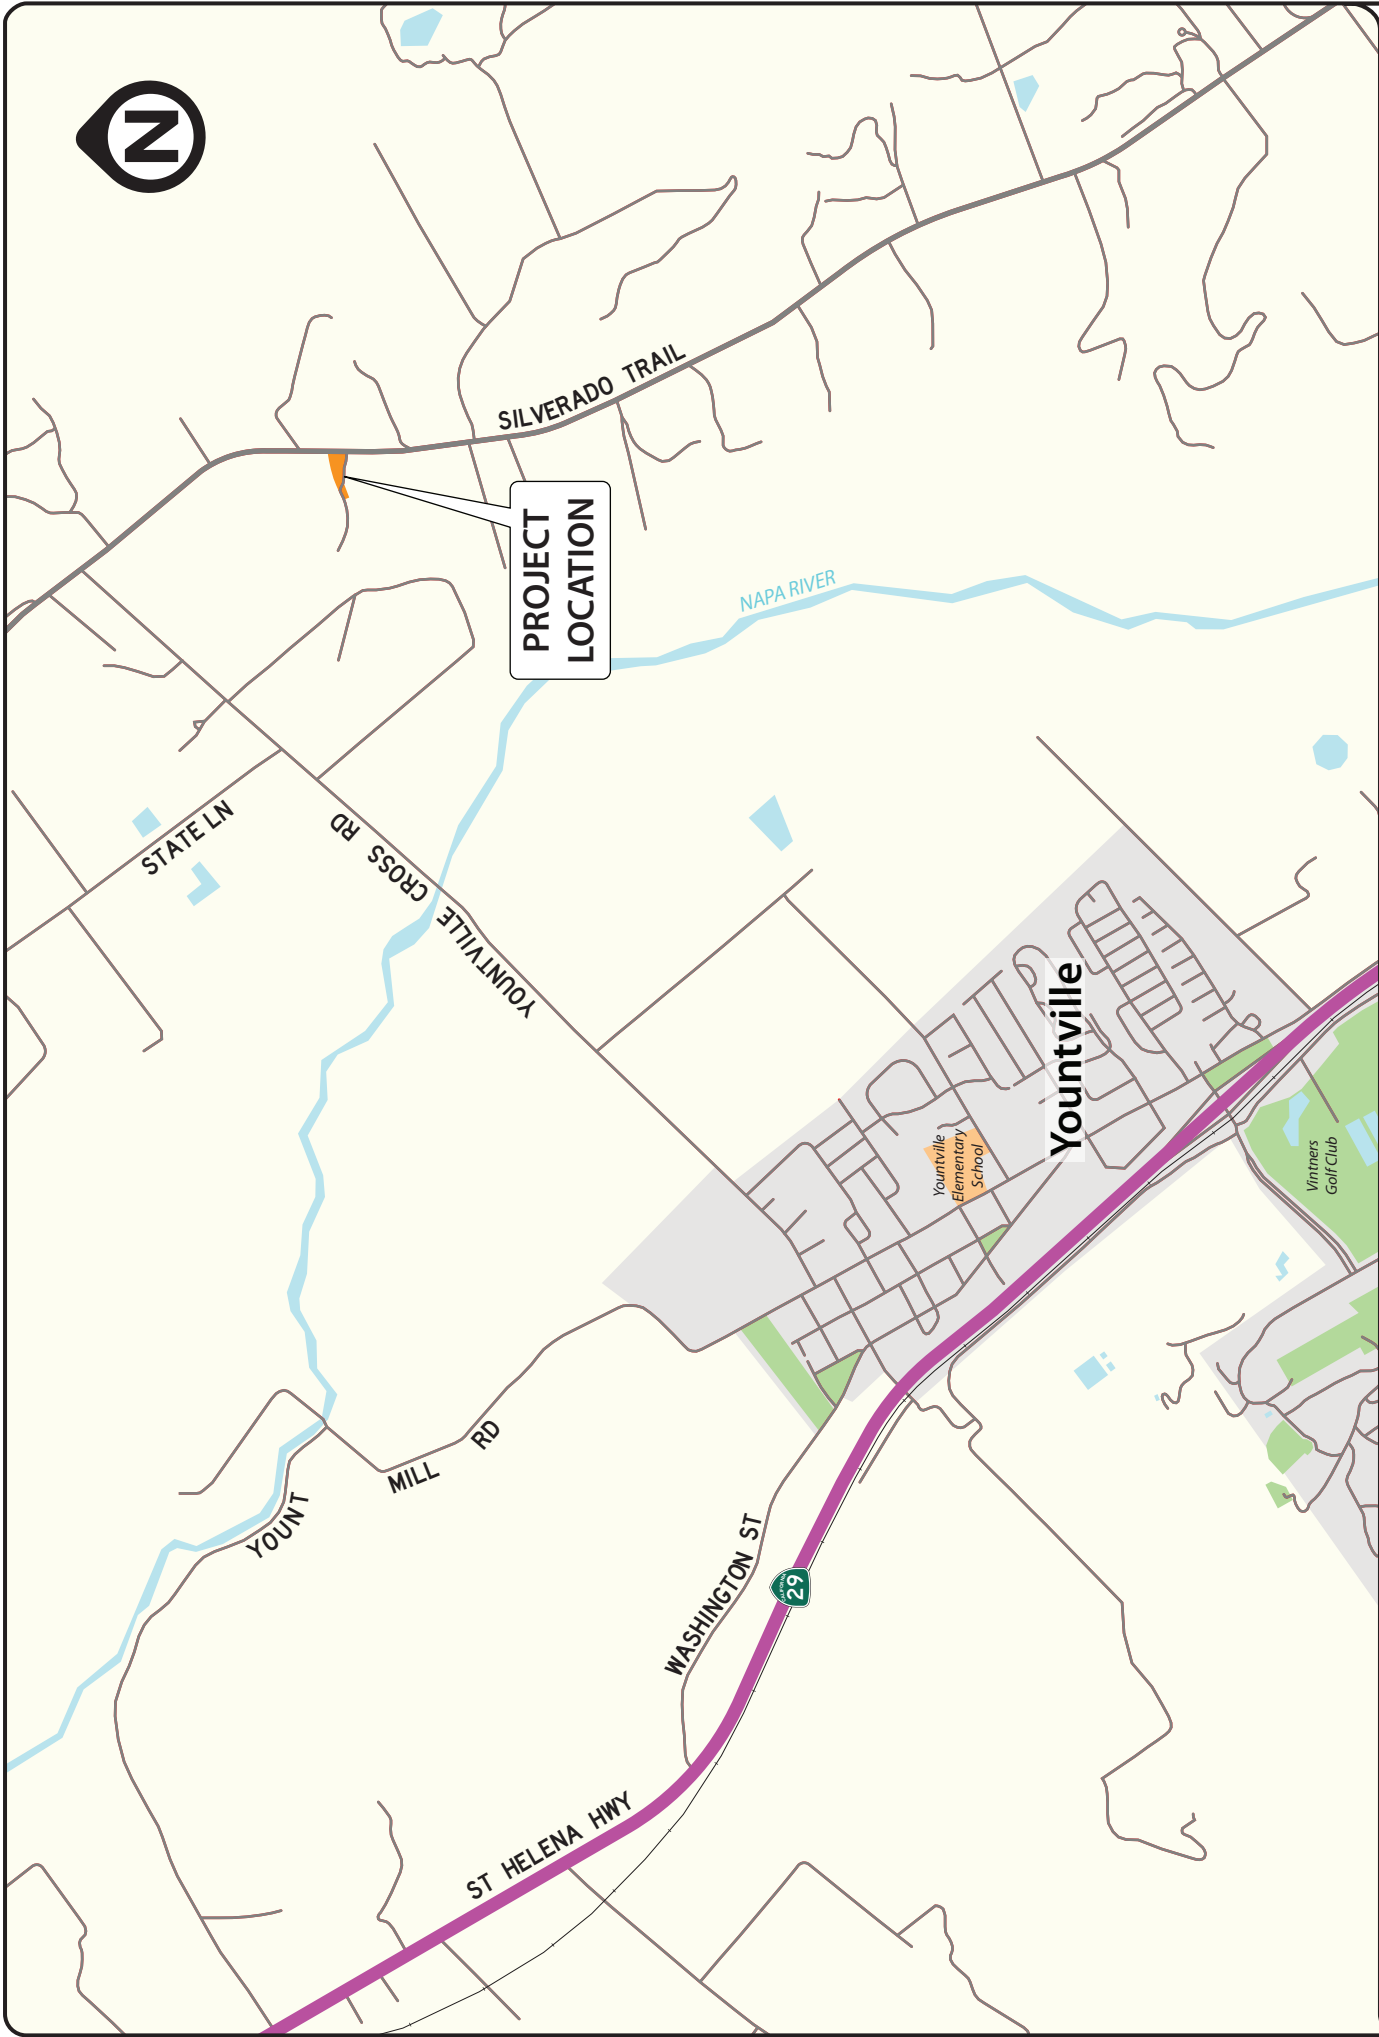 N
SILVERADO TRAIL
PROJECT
LOCATION
NAPA RIVER
STATE LN
YOUNTVILLE CROSS RD
Yountville
Yountville
Elementary
School
Vintners
Golf Club
YOUNT MILL RD
WASHINGTON ST
CALIFORNIA
29
ST HELENA HWY